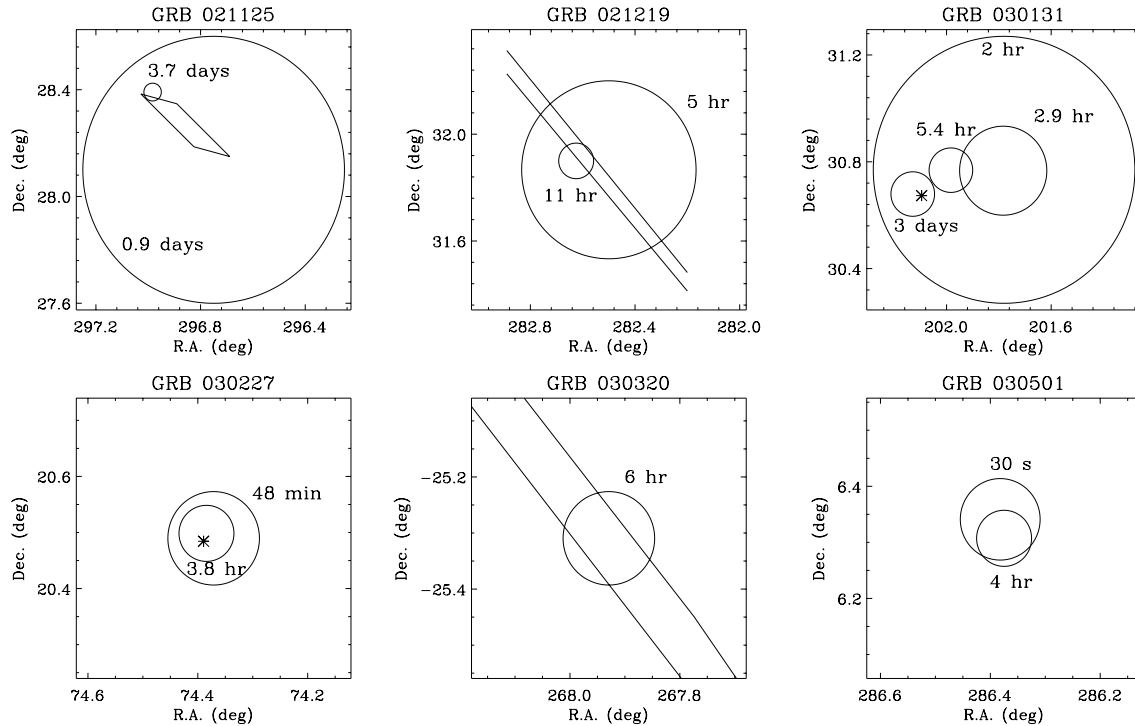 GRB 021125
GRB 021219
GRB 030131
3.7 days
0.9 days
28.4
28.0
27.6
Dec. (deg)
297.2
296.8
296.4
R.A. (deg)
5 hr
11 hr
32.0
31.6
Dec. (deg)
282.8
282.4
282.0
R.A. (deg)
2 hr
2.9 hr
5.4 hr
3 days
31.2
30.8
30.4
Dec. (deg)
202.0
201.6
R.A. (deg)
GRB 030227
GRB 030320
GRB 030501
48 min
3.8 hr
20.6
20.4
Dec. (deg)
74.6
74.4
74.2
R.A. (deg)
6 hr
−25.2
−25.4
Dec. (deg)
268.0
267.8
R.A. (deg)
30 s
4 hr
6.4
6.2
Dec. (deg)
286.6
286.4
286.2
R.A. (deg)